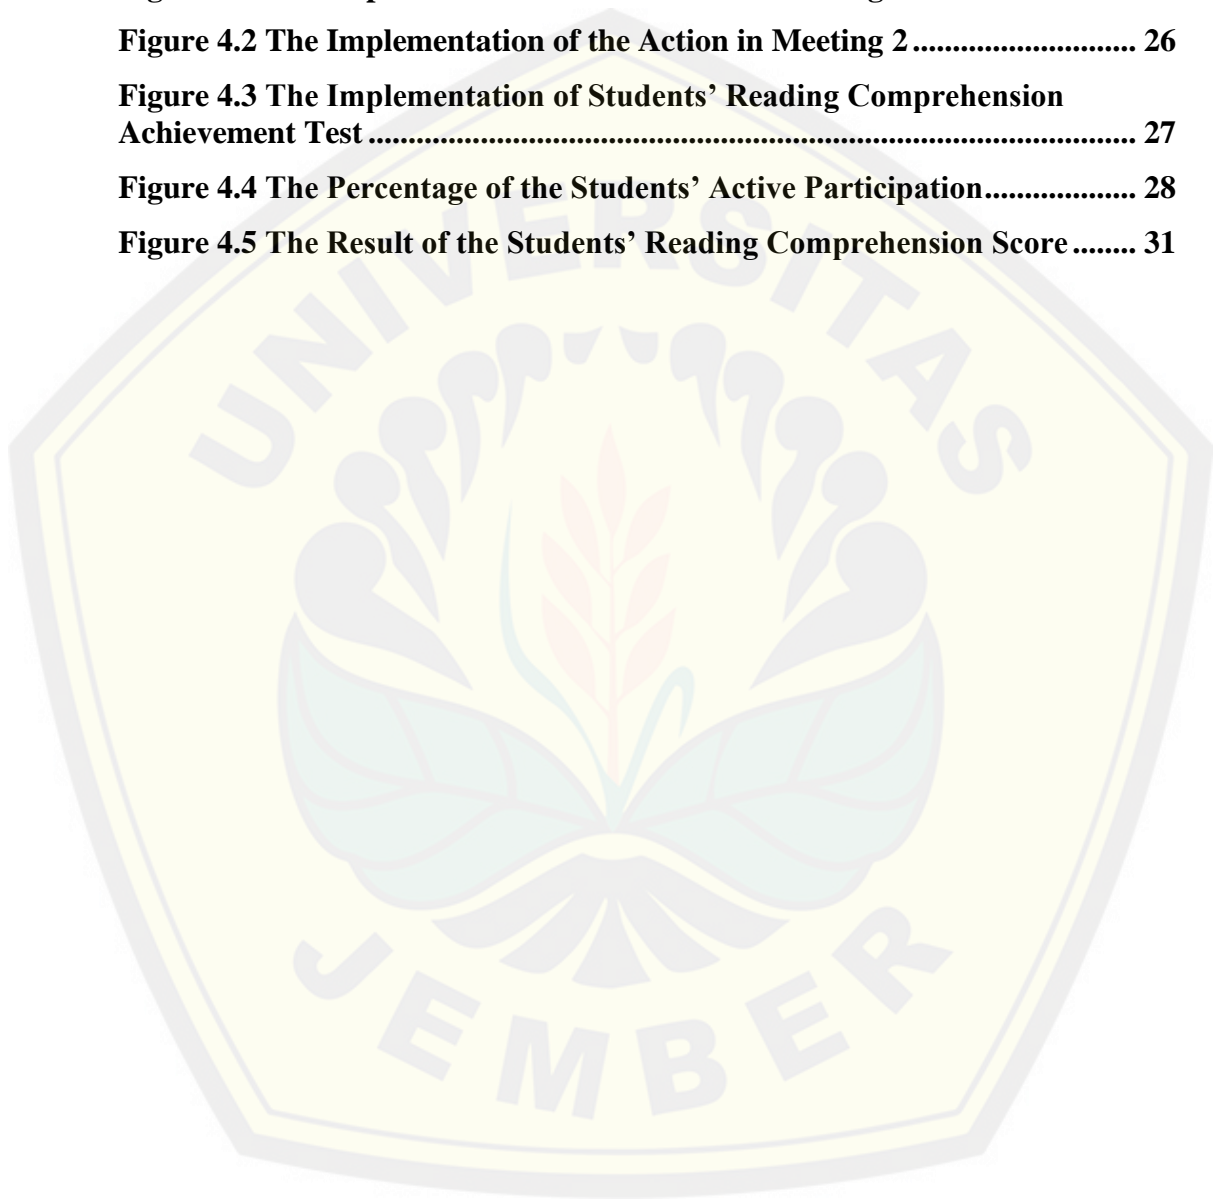 Figure 4.2 The Implementation of the Action in Meeting 2 ........................... 26
Figure 4.3 The Implementation of Students’ Reading Comprehension
Achievement Test ............................................................................................ 27
Figure 4.4 The Percentage of the Students’ Active Participation ................... 28
Figure 4.5 The Result of the Students’ Reading Comprehension Score ........ 31
UNIVERSITAS
JEMBER